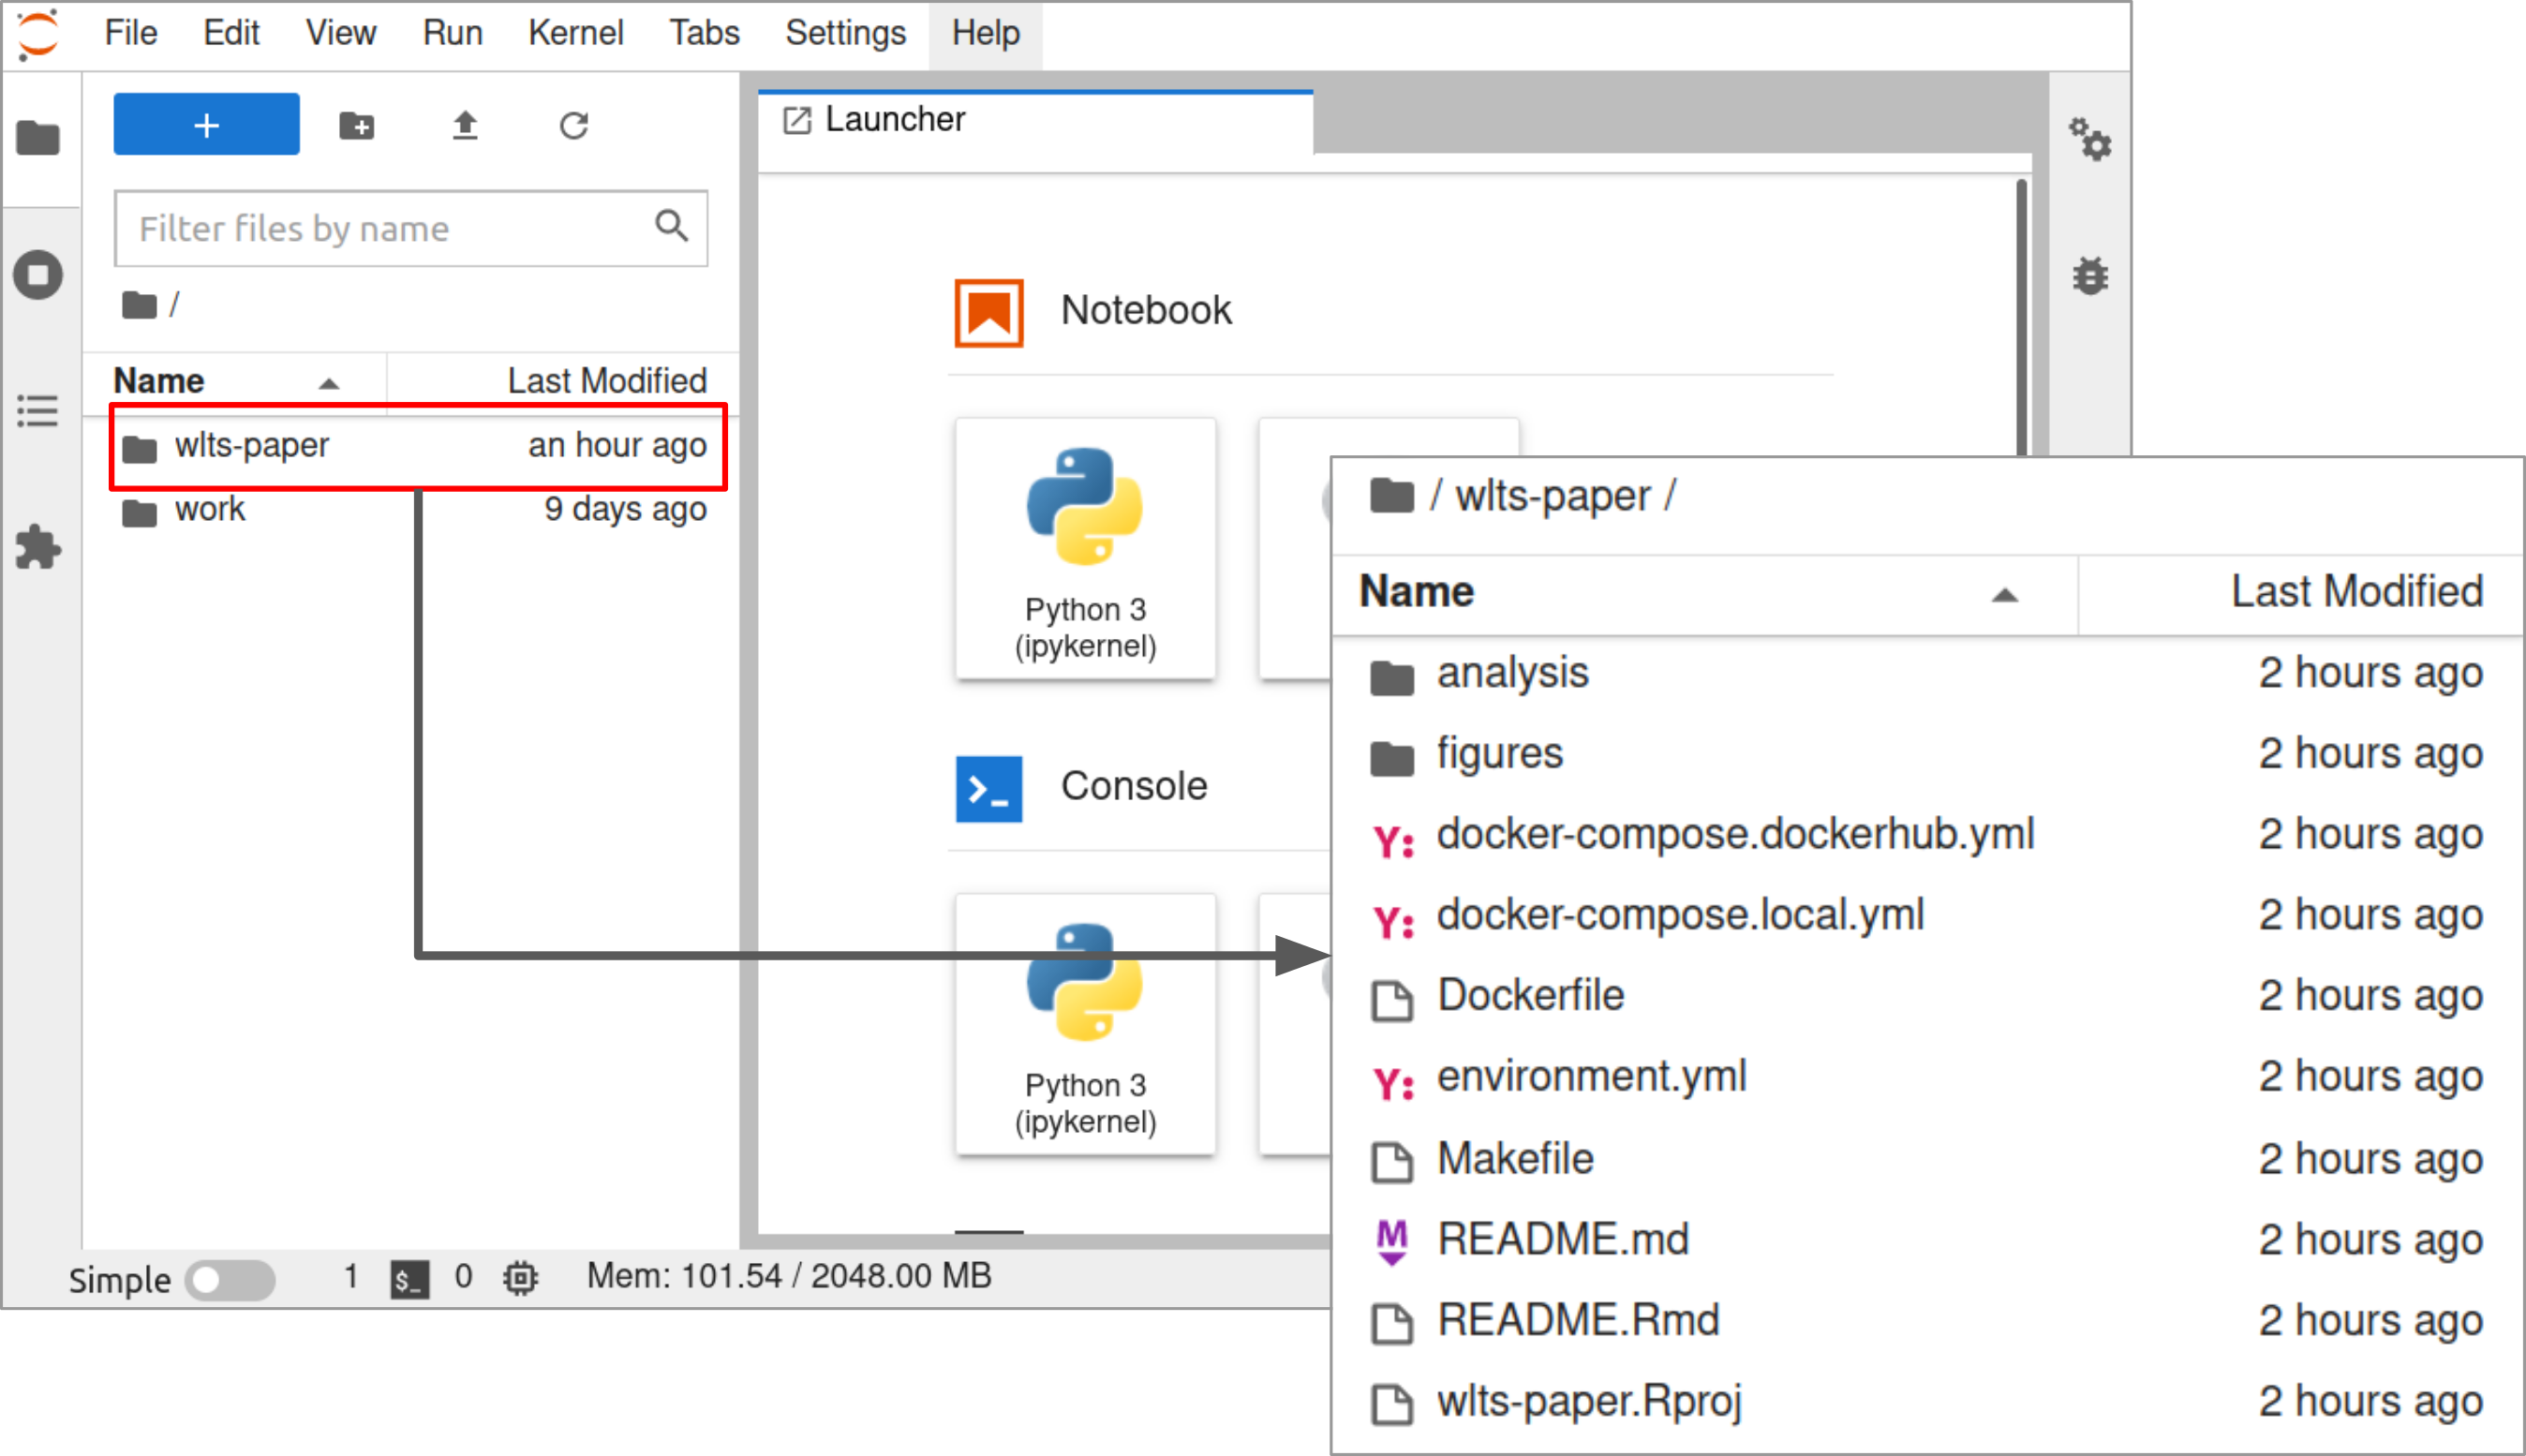 File Edit View Run Kernel Tabs Settings Help
+
Filter files by name
/
Name Last Modified
wlts-paper an hour ago
work 9 days ago
Launcher
Notebook
Python 3
(ipykernel)
Console
>_
Python 3
(ipykernel)
Simple 1 $_ 0 Mem: 101.54 / 2048.00 MB
/ wlts-paper /
Name Last Modified
analysis 2 hours ago
figures 2 hours ago
Y: docker-compose.dockerhub.yml 2 hours ago
Y: docker-compose.local.yml 2 hours ago
Dockerfile 2 hours ago
Y: environment.yml 2 hours ago
Makefile 2 hours ago
M README.md 2 hours ago
README.Rmd 2 hours ago
wlts-paper.Rproj 2 hours ago